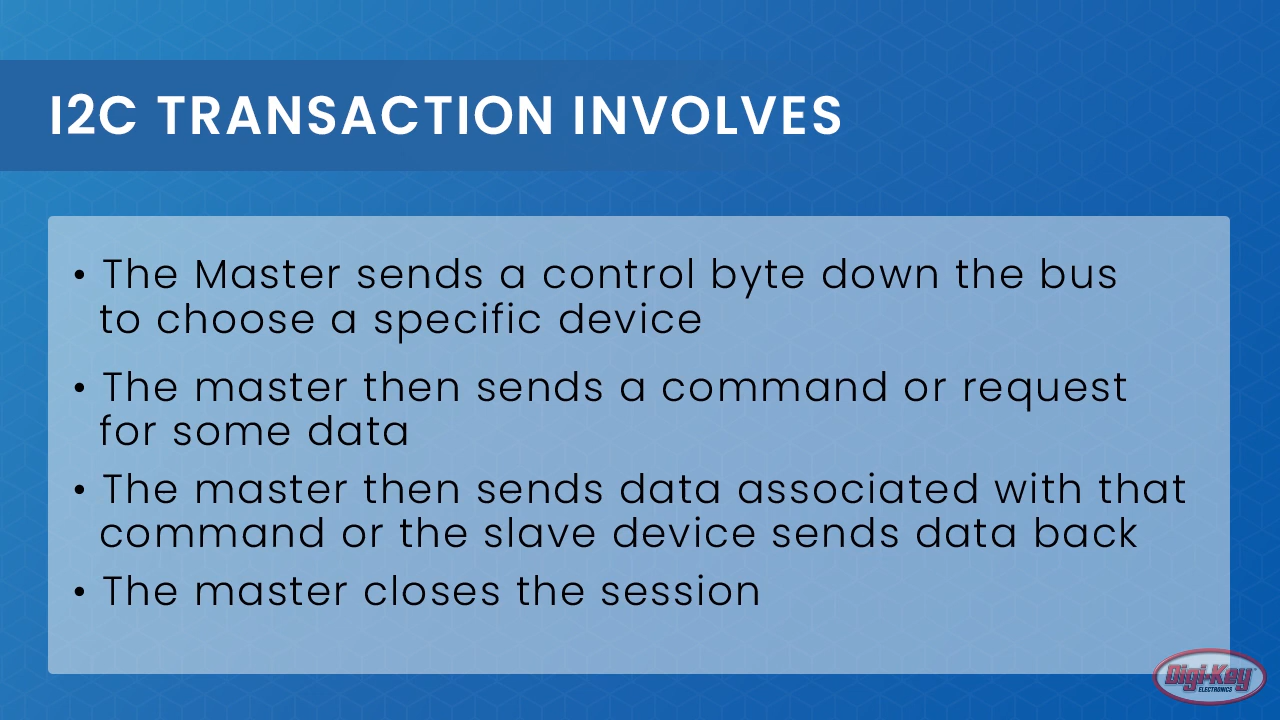 I2C TRANSACTION INVOLVES
• The Master sends a control byte down the bus
to choose a specific device
• The master then sends a command or request
for some data
• The master then sends data associated with that
command or the slave device sends data back
• The master closes the session
Digi-Key
ELECTRONICS